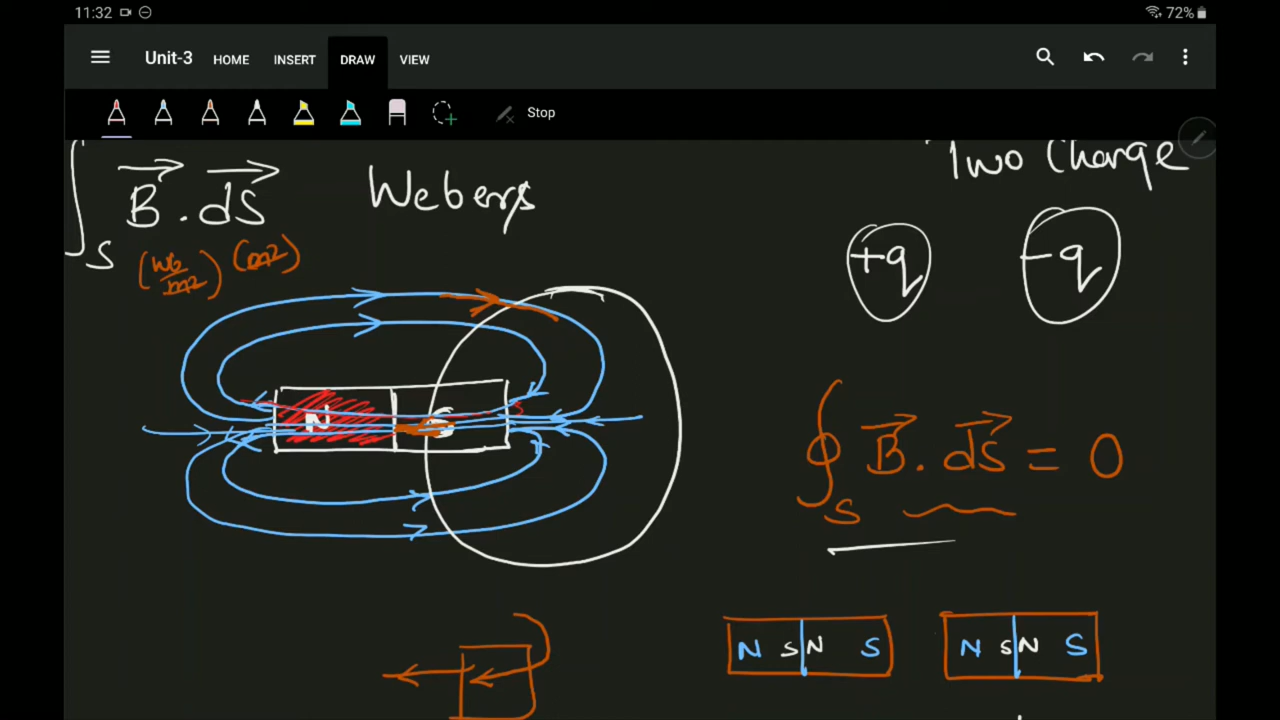 11:32 72%
Unit-3 HOME INSERT DRAW VIEW
Stop
Two Charge
∫S B⃗ . dS⃗ Webers
(Wb/m2) (m2)
+q -q
N S
∮S B⃗ . dS⃗ = 0
N S N S N S N S